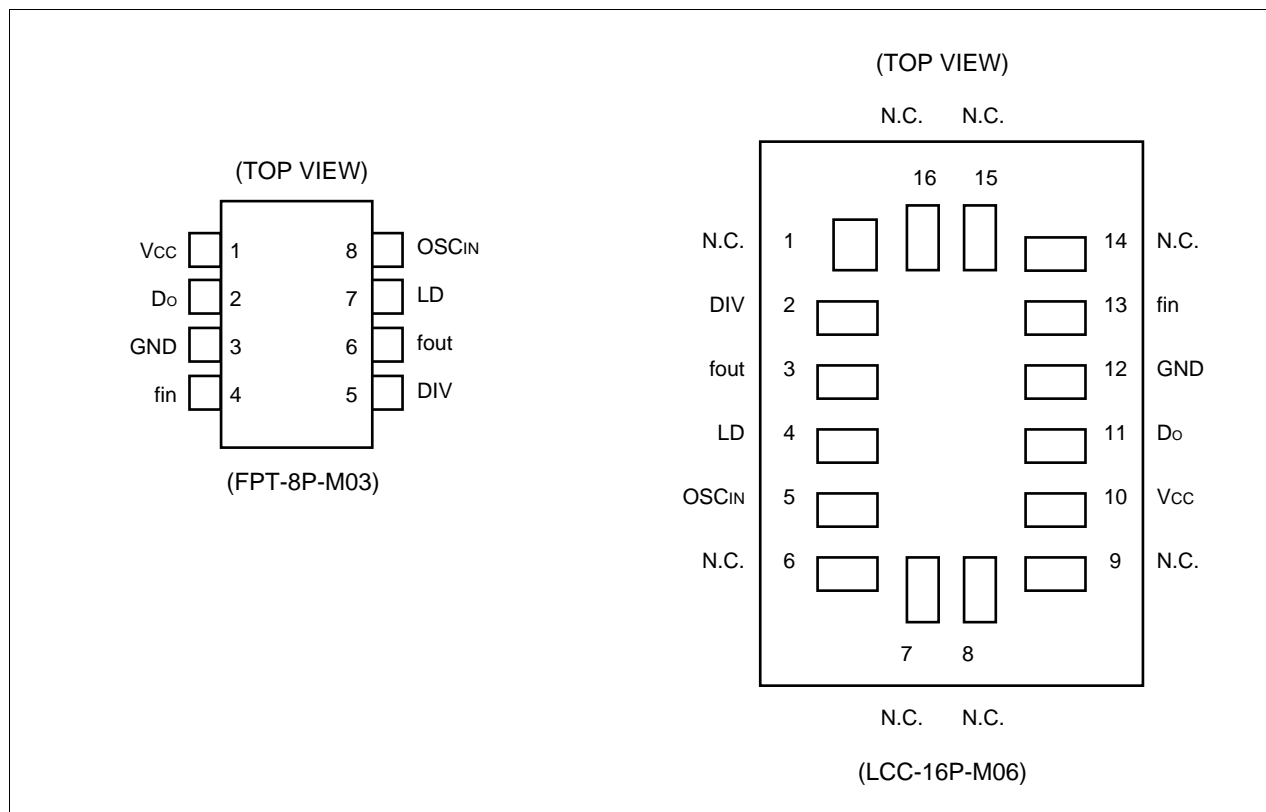 (TOP VIEW)
VCC 1 8 OSCIN
DO 2 7 LD
GND 3 6 fout
fin 4 5 DIV
(FPT-8P-M03)
(TOP VIEW)
N.C. N.C.
16 15
N.C. 1 14 N.C.
DIV 2 13 fin
fout 3 12 GND
LD 4 11 DO
OSCIN 5 10 VCC
N.C. 6 9 N.C.
7 8
N.C. N.C.
(LCC-16P-M06)